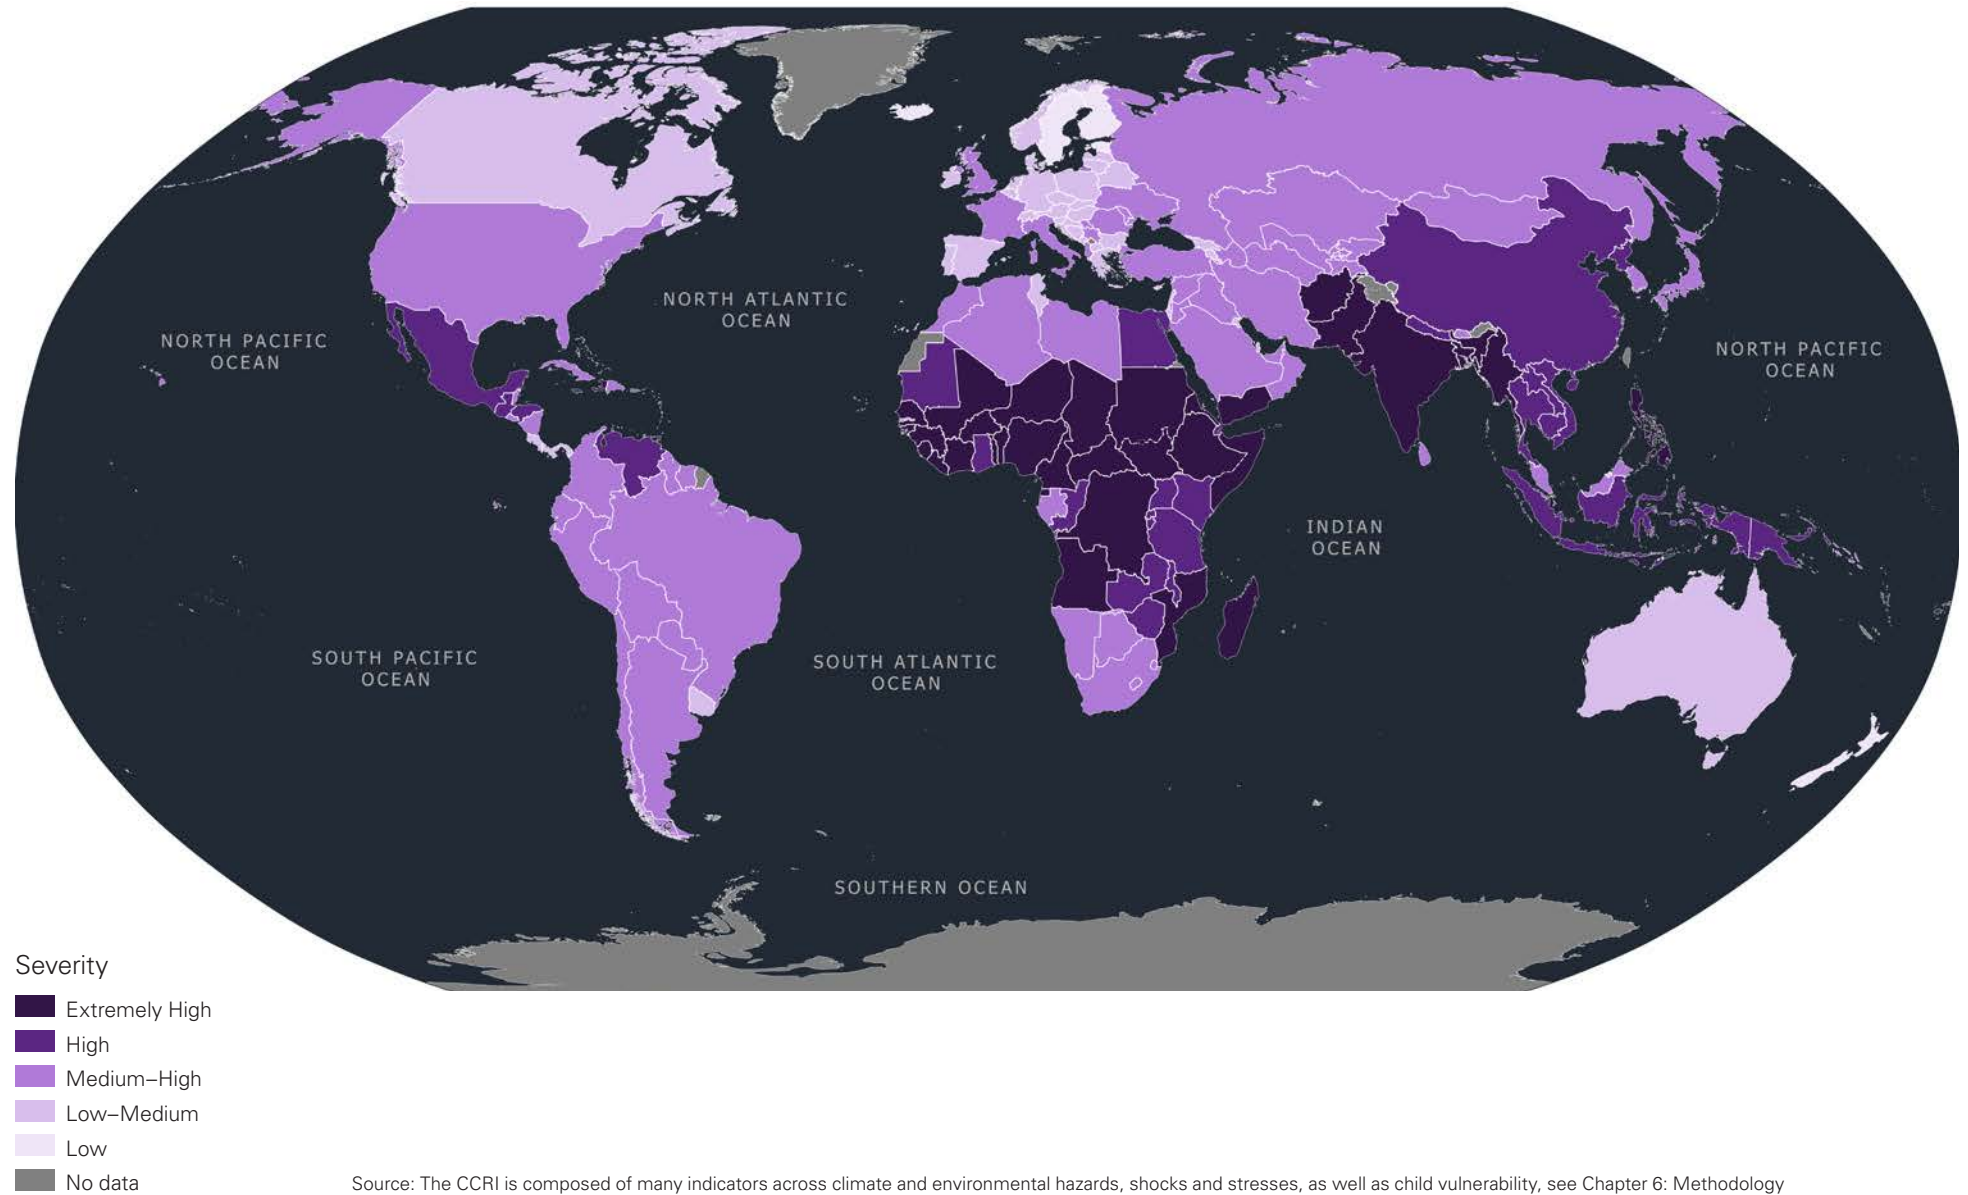 NORTH ATLANTIC
OCEAN
NORTH PACIFIC
OCEAN
NORTH PACIFIC
OCEAN
INDIAN
OCEAN
SOUTH PACIFIC
OCEAN
SOUTH ATLANTIC
OCEAN
SOUTHERN OCEAN
Severity
Extremely High
High
Medium–High
Low–Medium
Low
No data
Source: The CCRI is composed of many indicators across climate and environmental hazards, shocks and stresses, as well as child vulnerability, see Chapter 6: Methodology